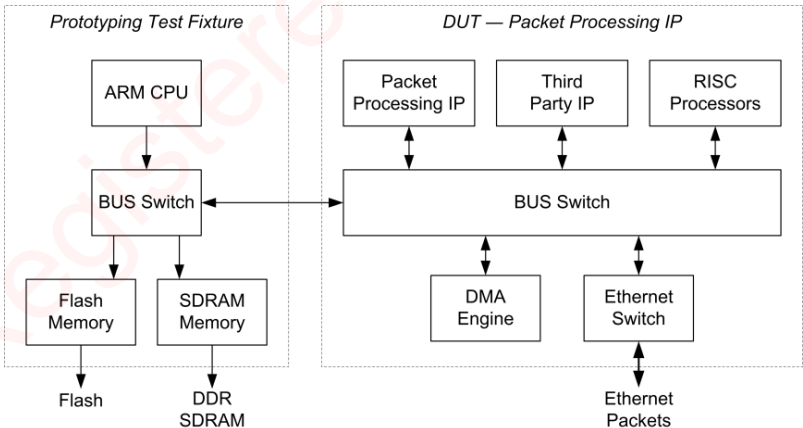 Prototyping Test Fixture
DUT — Packet Processing IP
ARM CPU
Packet
Processing IP
Third
Party IP
RISC
Processors
BUS Switch
BUS Switch
Flash
Memory
SDRAM
Memory
DMA
Engine
Ethernet
Switch
Flash
DDR
SDRAM
Ethernet
Packets